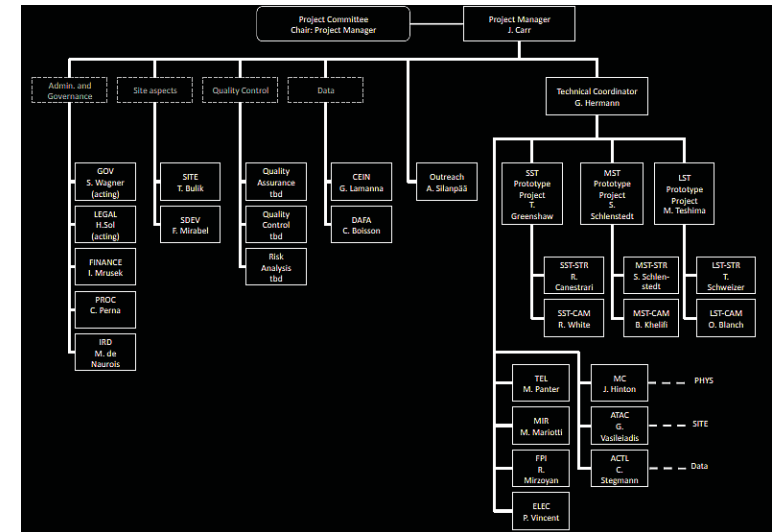 Project Committee
Chair: Project Manager
Project Manager
J. Carr
Admin. and
Governance
Site aspects
Quality Control
Data
Technical Coordinator
G. Hermann
GOV
S. Wagner
(acting)
LEGAL
H.Sol
(acting)
FINANCE
I. Mrusek
PROC
C. Perna
IRD
M. de
Naurois
SITE
T. Bulik
SDEV
F. Mirabel
Quality
Assurance
tbd
Quality
Control
tbd
Risk
Analysis
tbd
CEIN
G. Lamanna
DAFA
C. Boisson
Outreach
A. Silanpää
SST
Prototype
Project
T.
Greenshaw
MST
Prototype
Project
S.
Schlenstedt
LST
Prototype
Project
M. Teshima
SST-STR
R.
Canestrari
SST-CAM
R. White
MST-STR
S. Schlen-
stedt
MST-CAM
B. Khelifi
LST-STR
T.
Schweizer
LST-CAM
O. Blanch
TEL
M. Panter
MIR
M. Mariotti
FPI
R.
Mirzoyan
ELEC
P. Vincent
MC
J. Hinton
PHYS
ATAC
G.
Vasileiadis
SITE
ACTL
C.
Stegmann
Data